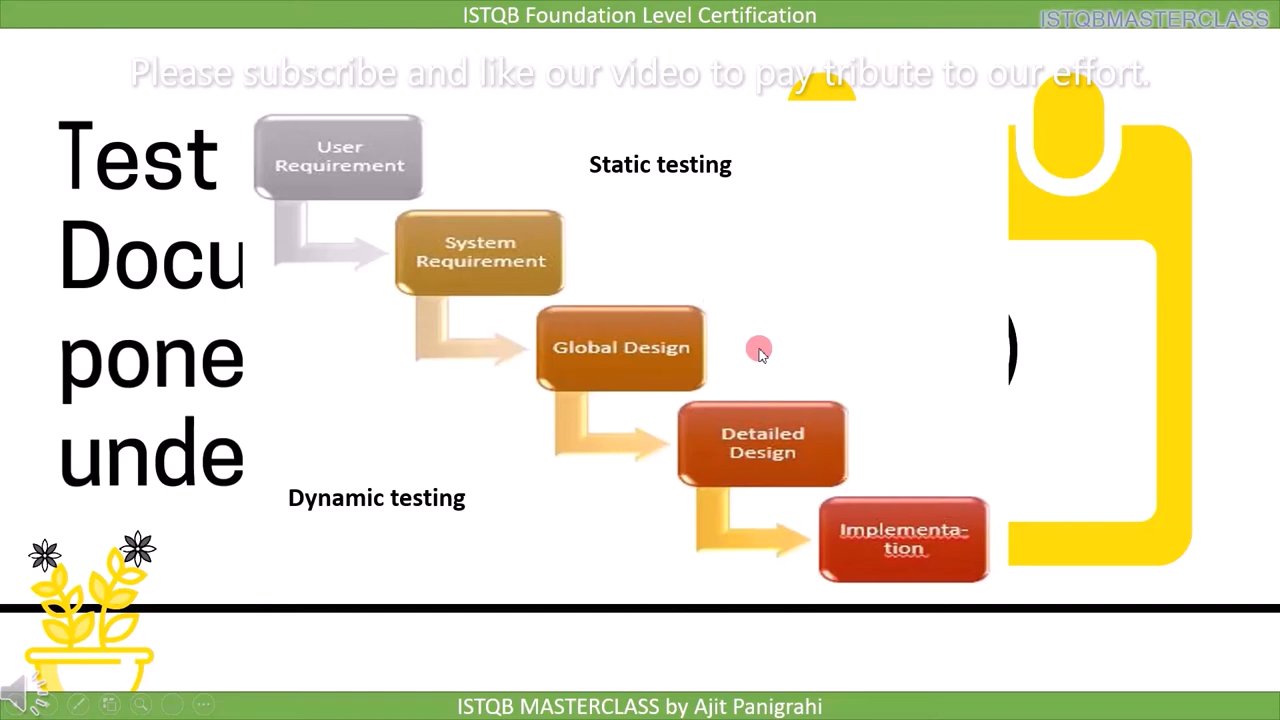 ISTQB Foundation Level Certification
ISTQBMASTERCLASS
Please subscribe and like our video to pay tribute to our effort.
Test
Docu
pone
unde
User
Requirement
Static testing
System
Requirement
Global Design
Detailed
Design
Dynamic testing
Implementa-
tion
ISTQB MASTERCLASS by Ajit Panigrahi